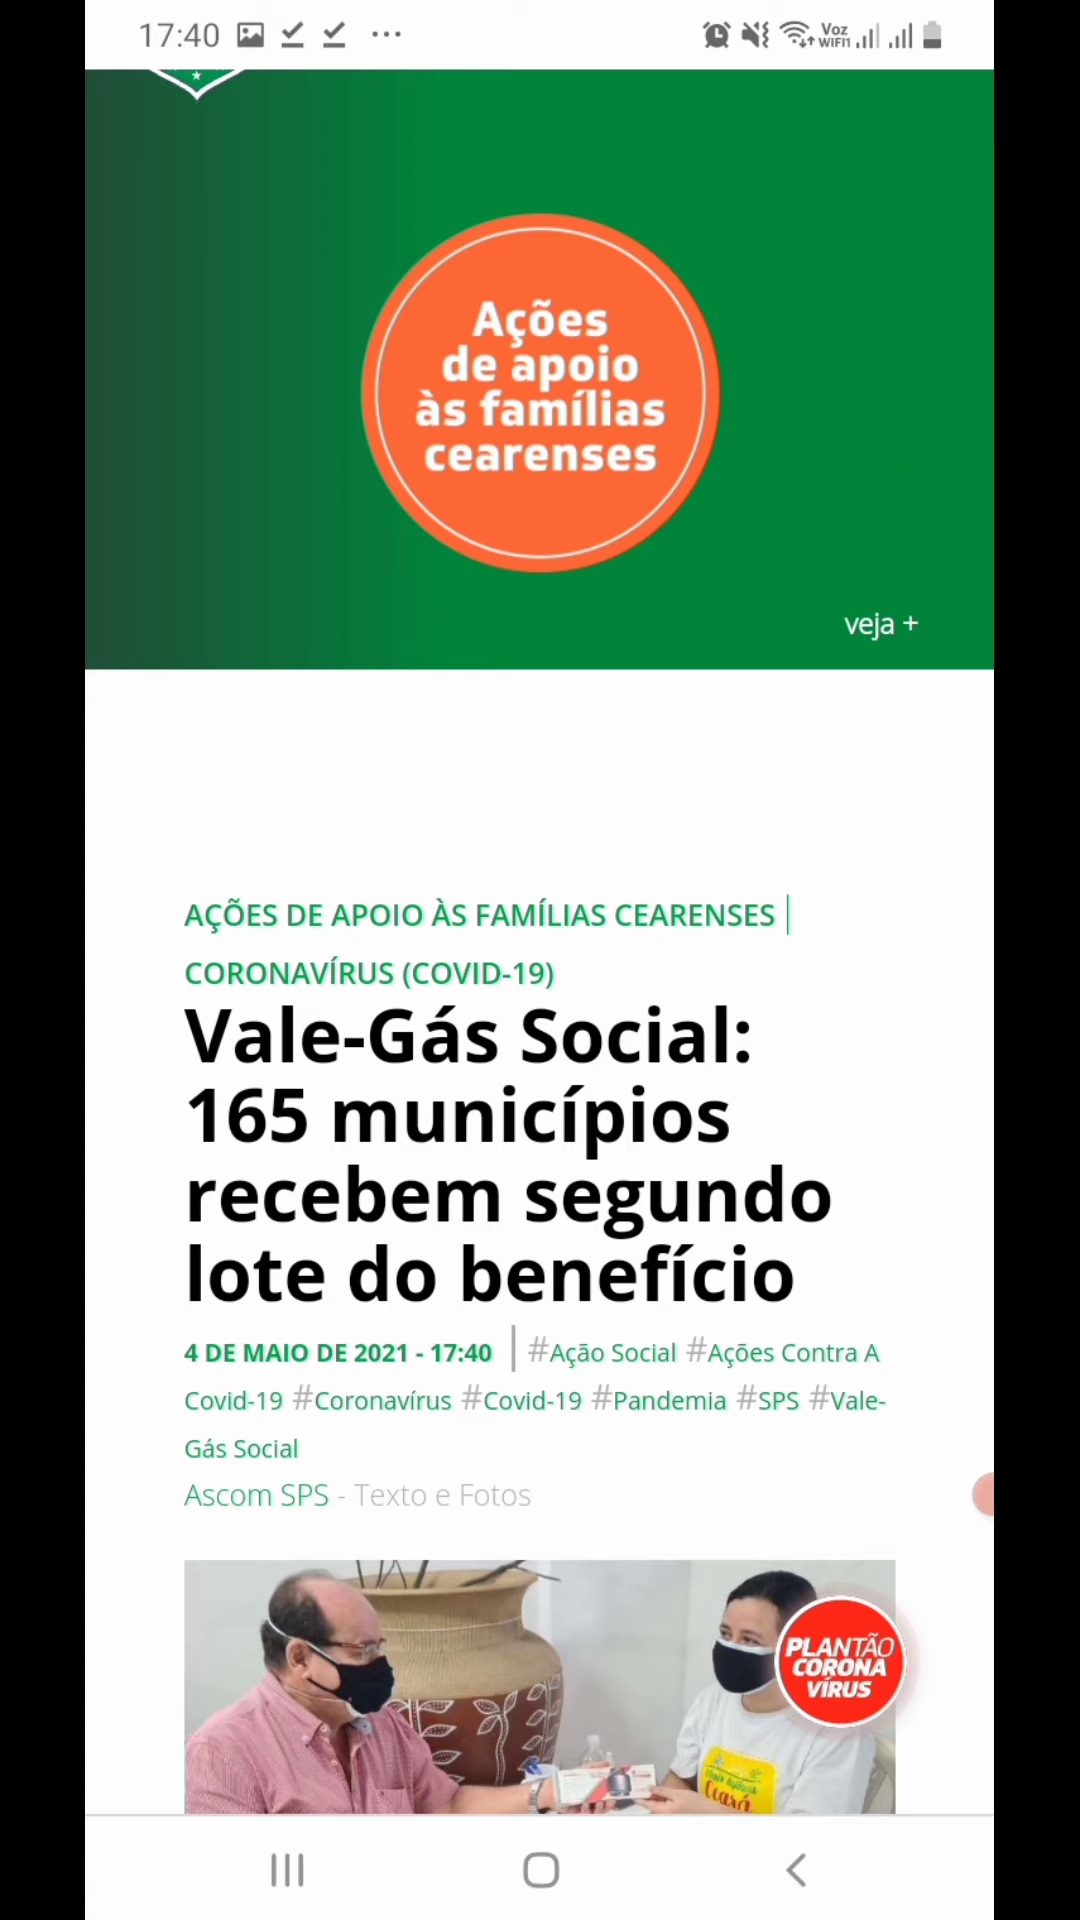 17:40
Voz
WIFI1
Ações
de apoio
às famílias
cearenses
veja +
AÇÕES DE APOIO ÀS FAMÍLIAS CEARENSES |
CORONAVÍRUS (COVID-19)
Vale-Gás Social:
165 municípios
recebem segundo
lote do benefício
4 DE MAIO DE 2021 - 17:40 | #Ação Social #Ações Contra A
Covid-19 #Coronavírus #Covid-19 #Pandemia #SPS #Vale-
Gás Social
Ascom SPS - Texto e Fotos
PLANTÃO
CORONA
VÍRUS
Ceará